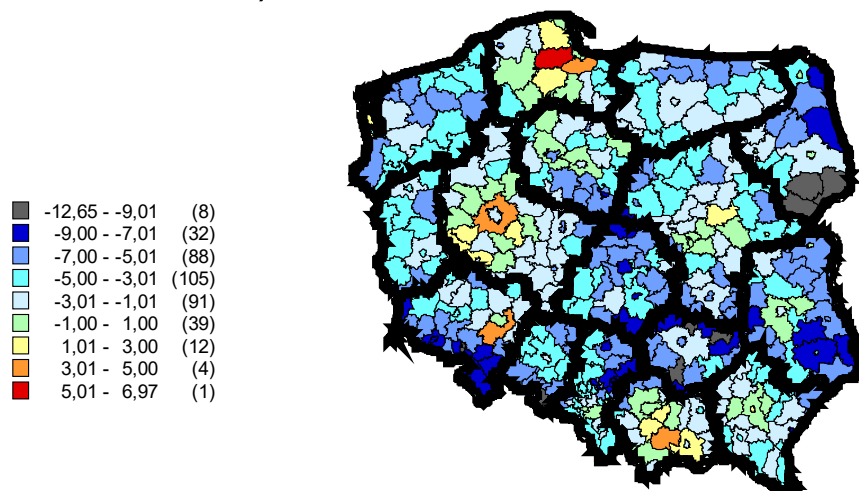 -12,65 - -9,01 (8)
-9,00 - -7,01 (32)
-7,00 - -5,01 (88)
-5,00 - -3,01 (105)
-3,01 - -1,01 (91)
-1,00 - 1,00 (39)
1,01 - 3,00 (12)
3,01 - 5,00 (4)
5,01 - 6,97 (1)